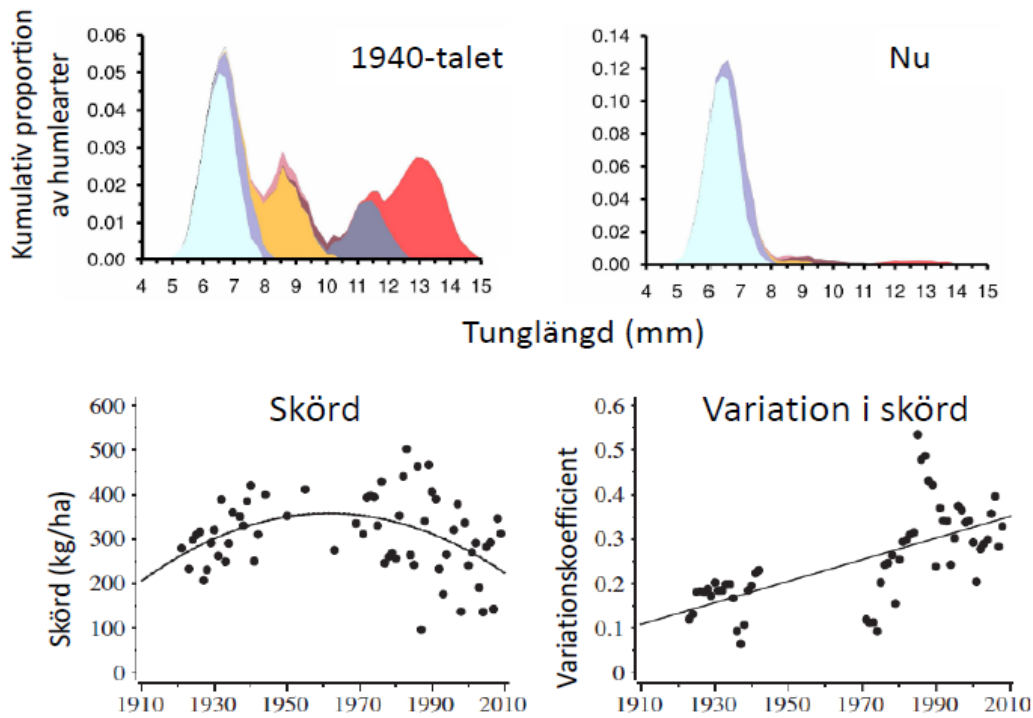 1940-talet
Kumulativ proportion
av humlearter
0.06
0.05
0.04
0.03
0.02
0.01
0.00
4 5 6 7 8 9 10 11 12 13 14 15
Nu
0.14
0.12
0.10
0.08
0.06
0.04
0.02
0.00
4 5 6 7 8 9 10 11 12 13 14 15
Tunglängd (mm)
Skörd
Skörd (kg/ha)
600
500
400
300
200
100
0
1910 1930 1950 1970 1990 2010
Variation i skörd
Variationskoefficient
0.6
0.5
0.4
0.3
0.2
0.1
0
1910 1930 1950 1970 1990 2010